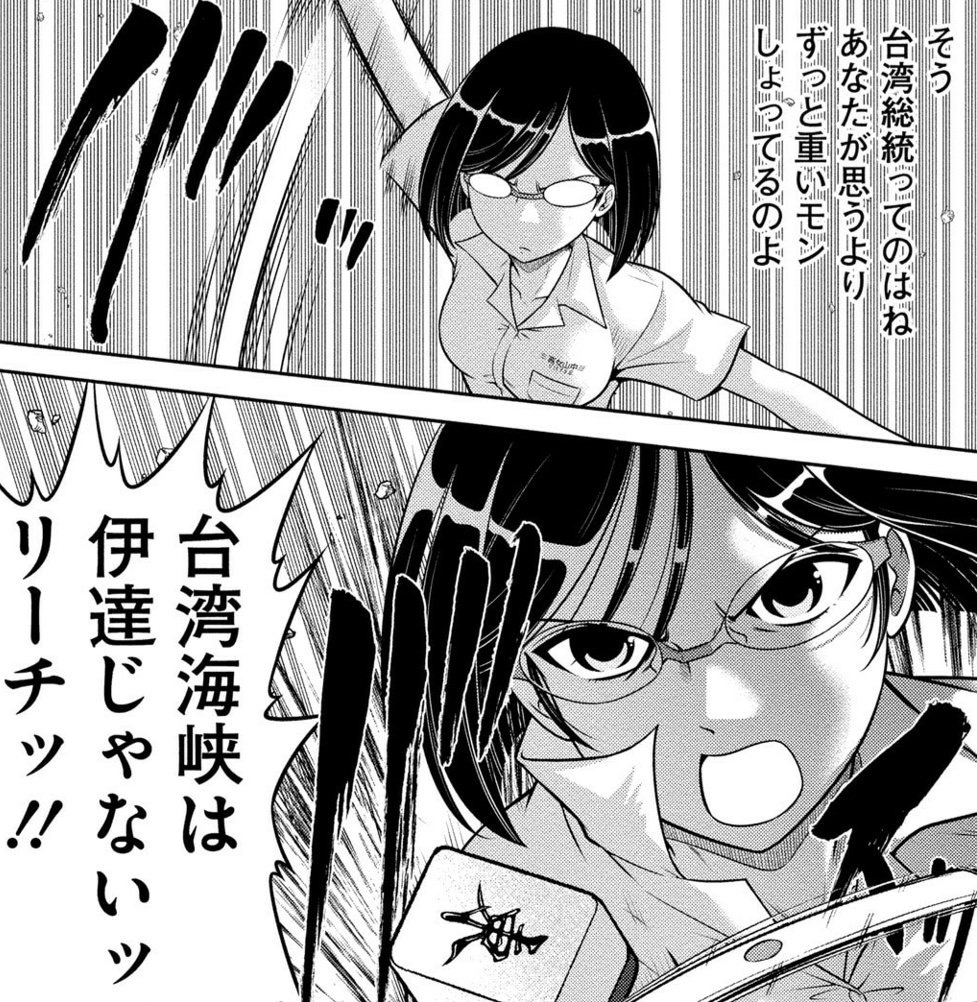 そう
台湾総統ってのはね
あなたが思うより
ずっと重いモン
しょってるのよ
台湾海峡は
伊達じゃないッ
リーチッ!!